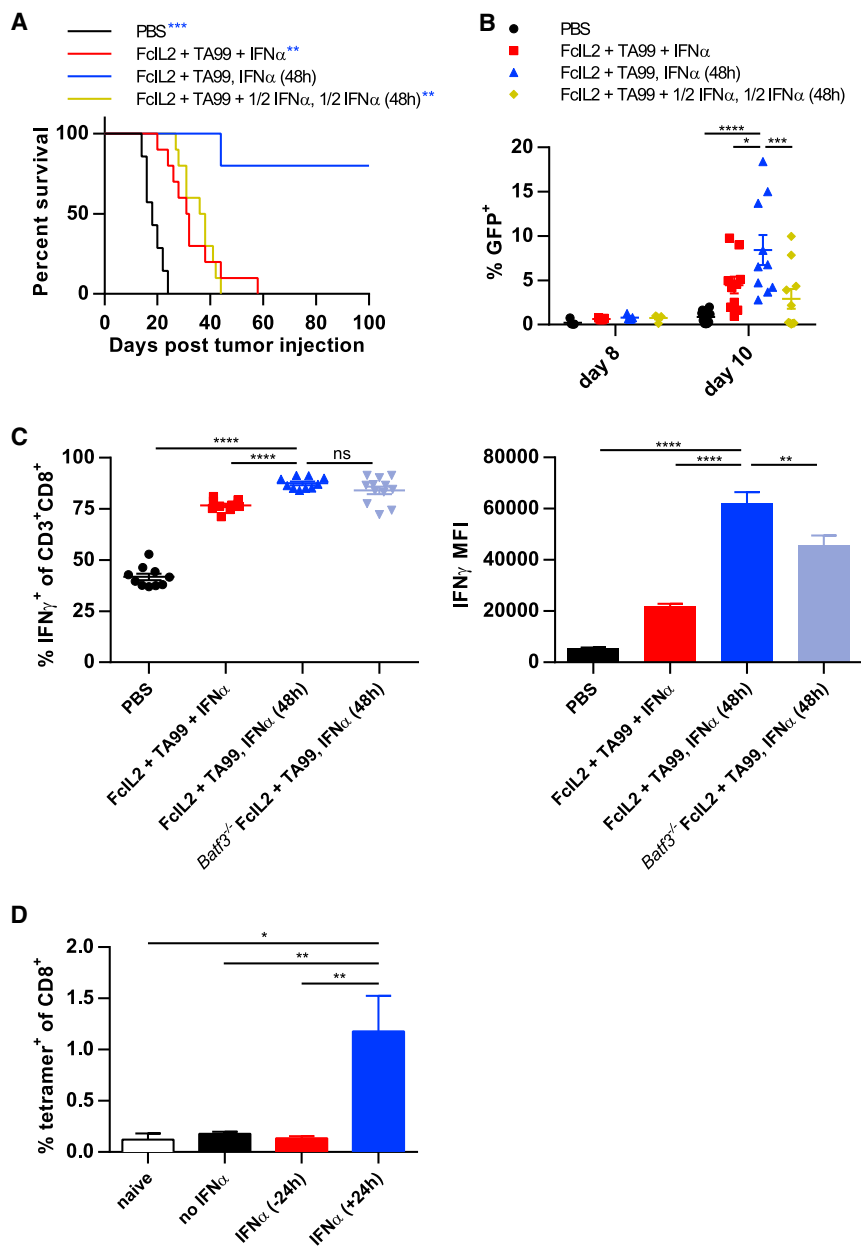 A
PBS***
FcIL2 + TA99 + IFNα**
FcIL2 + TA99, IFNα (48h)
FcIL2 + TA99 + 1/2 IFNα, 1/2 IFNα (48h)**
Percent survival
100
50
0
0 20 40 60 80 100
Days post tumor injection
B
PBS
FcIL2 + TA99 + IFNα
FcIL2 + TA99, IFNα (48h)
FcIL2 + TA99 + 1/2 IFNα, 1/2 IFNα (48h)
****
* ***
% GFP+
20
15
10
5
0
day 8
day 10
C
****
**** ns
% IFNγ+ of CD3+CD8+
100
75
50
25
0
PBS
FcIL2 + TA99 + IFNα
FcIL2 + TA99, IFNα (48h)
Batf3-/- FcIL2 + TA99, IFNα (48h)
****
**** **
IFNγ MFI
80000
60000
40000
20000
0
PBS
FcIL2 + TA99 + IFNα
FcIL2 + TA99, IFNα (48h)
Batf3-/- FcIL2 + TA99, IFNα (48h)
D
*
**
**
% tetramer+ of CD8+
2.0
1.5
1.0
0.5
0.0
naive
no IFNα
IFNα (-24h)
IFNα (+24h)